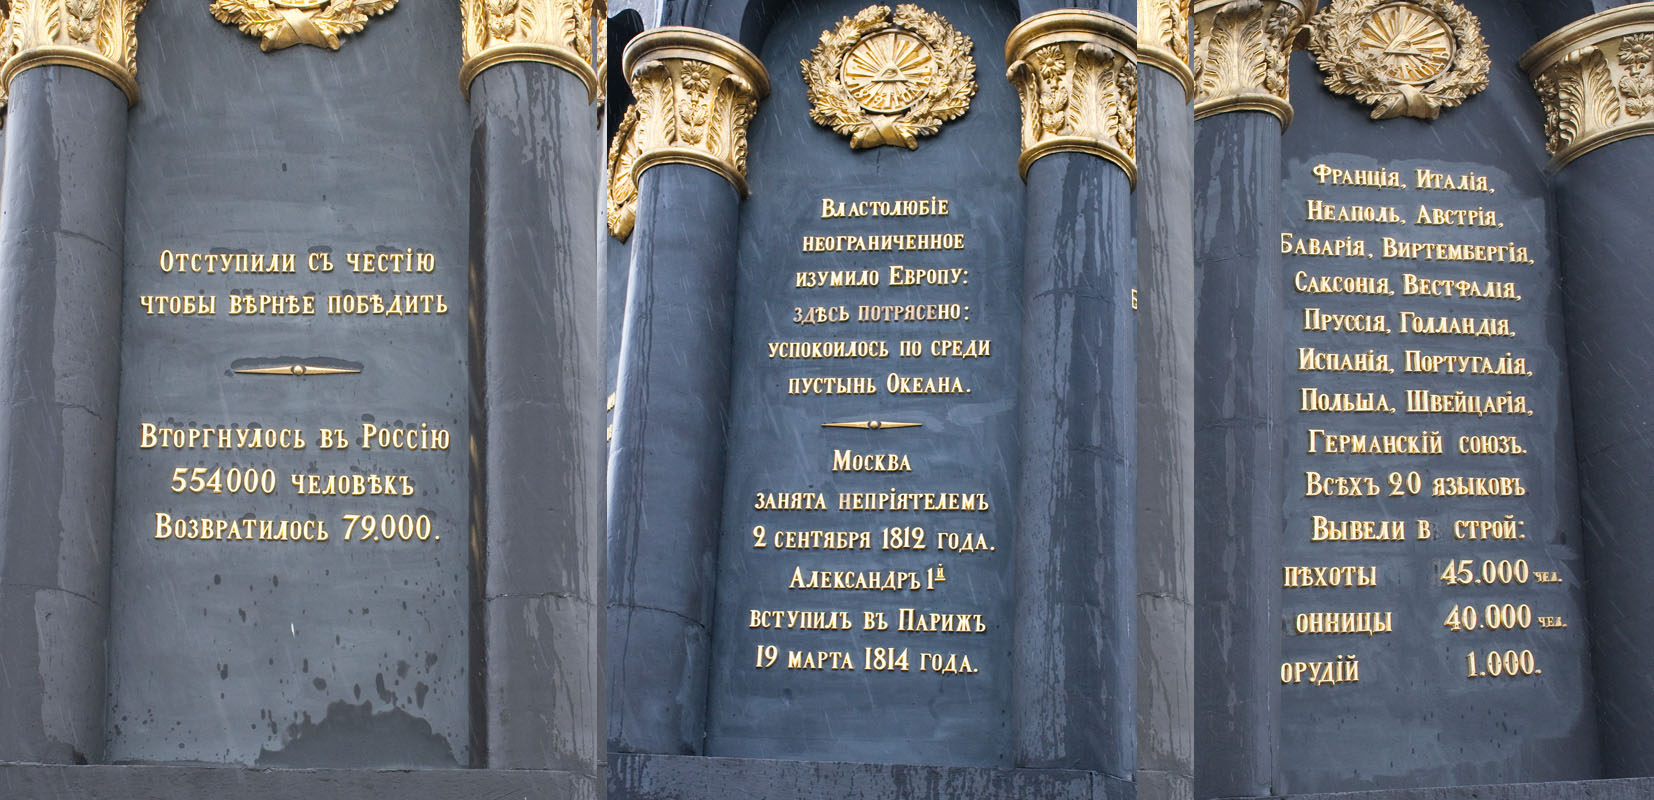 Отступили съ честію
чтобы вѣрнѣе побѣдить
Вторгнулось въ Россію
554000 человѣкъ
Возвратилось 79.000.
Властолюбіе
неограниченное
изумило Европу:
здѣсь потрясено:
успокоилось по среди
пустынь Океана.
Москва
занята непріятелемъ
2 сентября 1812 года.
Александръ 1й
вступилъ въ Парижъ
19 марта 1814 года.
Франція, Италія,
Неаполь, Австрія,
Баварія, Виртембергія,
Саксонія, Вестфалія,
Пруссія, Голландія,
Испанія, Португалія,
Польша, Швейцарія,
Германскій союзъ.
Всѣхъ 20 языковъ
Вывели в строй:
пѣхоты 45.000 чел.
онницы 40.000 чел.
орудій 1.000.